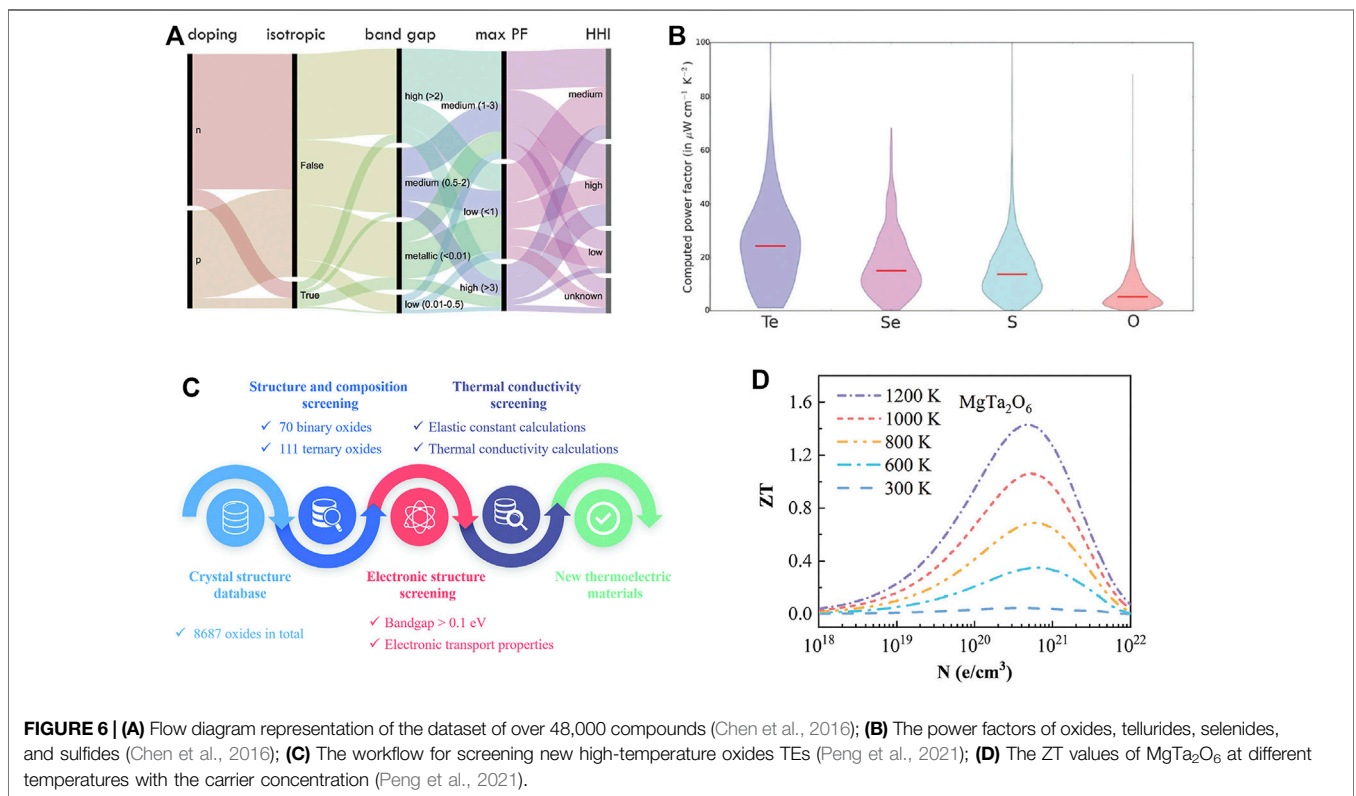 A
doping isotropic band gap max PF HHI
n
p
False
True
high (>2)
medium (0.5-2)
metallic (<0.01)
low (0.01-0.5)
medium (1-3)
low (<1)
high (>3)
medium
high
low
unknown
B
Computed power factor (in μW cm⁻¹ K⁻²)
100
80
60
40
20
0
Te Se S O
C
Structure and composition
screening
✓ 70 binary oxides
✓ 111 ternary oxides
Thermal conductivity
screening
✓ Elastic constant calculations
✓ Thermal conductivity calculations
Crystal structure
database
✓ 8687 oxides in total
Electronic structure
screening
✓ Bandgap > 0.1 eV
✓ Electronic transport properties
New thermoelectric
materials
D
ZT
1.6
1.2
0.8
0.4
0.0
1200 K
1000 K
800 K
600 K
300 K
MgTa₂O₆
10¹⁸ 10¹⁹ 10²⁰ 10²¹ 10²²
N (e/cm³)
FIGURE 6 | (A) Flow diagram representation of the dataset of over 48,000 compounds (Chen et al., 2016); (B) The power factors of oxides, tellurides, selenides,
and sulfides (Chen et al., 2016); (C) The workflow for screening new high-temperature oxides TEs (Peng et al., 2021); (D) The ZT values of MgTa₂O₆ at different
temperatures with the carrier concentration (Peng et al., 2021).